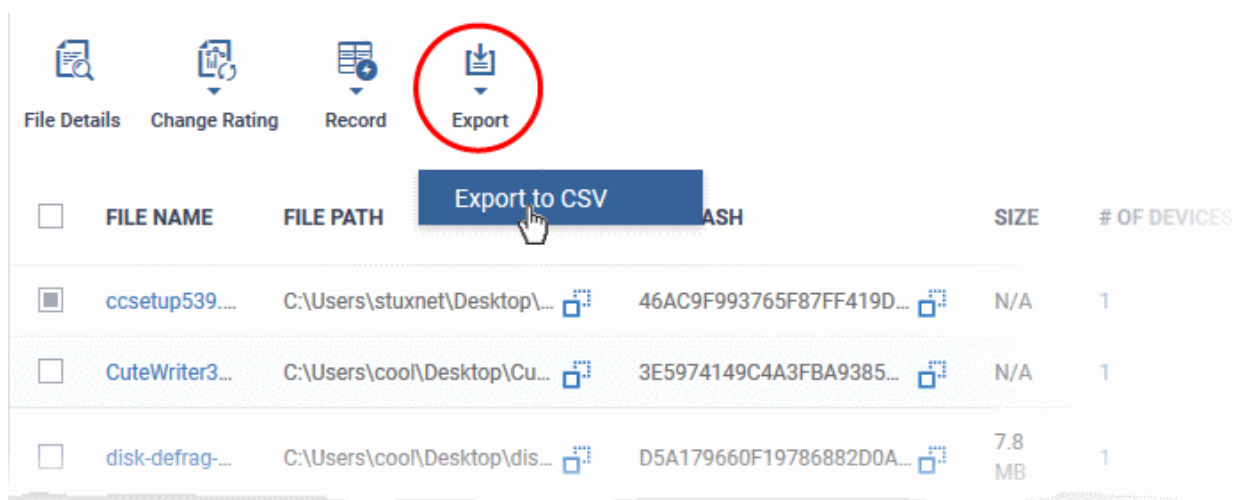 File Details Change Rating Record Export
Export to CSV
FILE NAME FILE PATH ASH SIZE # OF DEVICES
ccsetup539.... C:\Users\stuxnet\Desktop\... 46AC9F993765F87FF419D... N/A 1
CuteWriter3... C:\Users\cool\Desktop\Cu... 3E5974149C4A3FBA9385... N/A 1
disk-defrag-... C:\Users\cool\Desktop\dis... D5A179660F19786882D0A... 7.8 MB 1